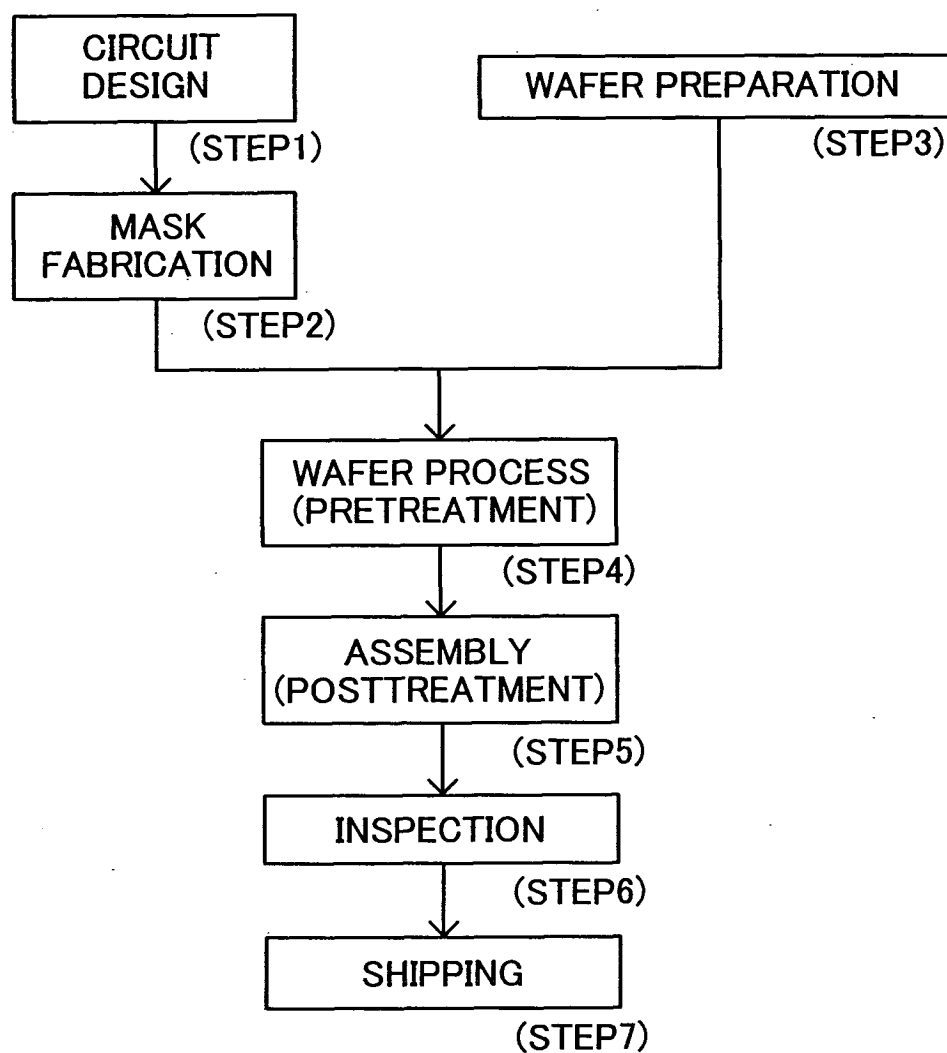 CIRCUIT
DESIGN
(STEP1)
WAFER PREPARATION
(STEP3)
MASK
FABRICATION
(STEP2)
WAFER PROCESS
(PRETREATMENT)
(STEP4)
ASSEMBLY
(POSTTREATMENT)
(STEP5)
INSPECTION
(STEP6)
SHIPPING
(STEP7)